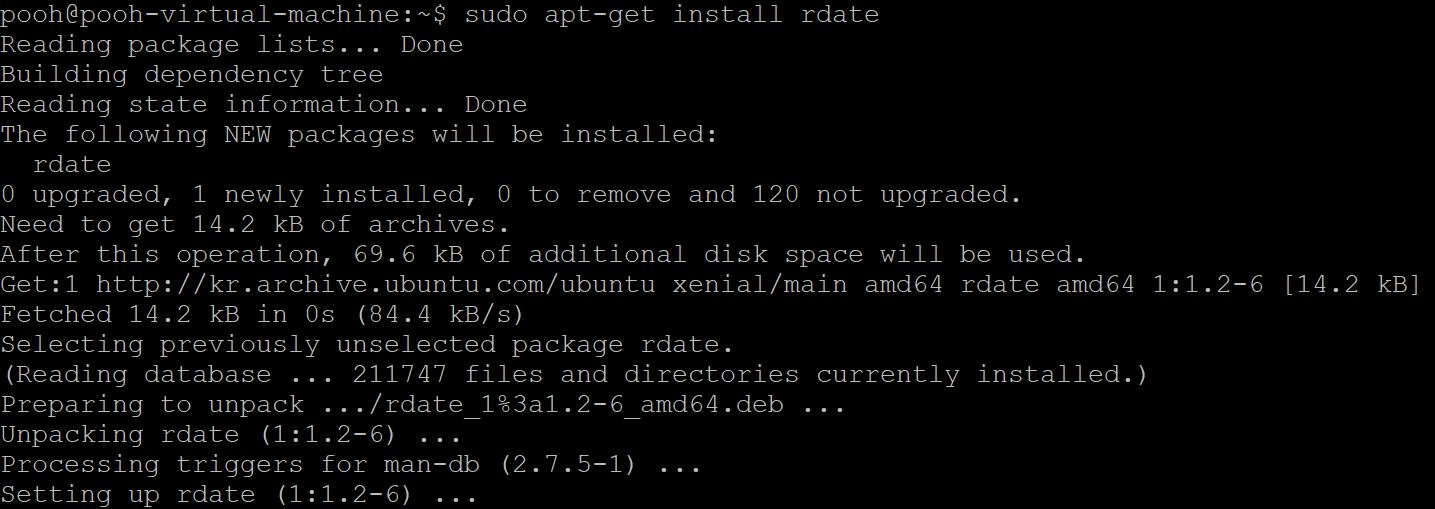 pooh@pooh-virtual-machine:~$ sudo apt-get install rdate
Reading package lists... Done
Building dependency tree
Reading state information... Done
The following NEW packages will be installed:
  rdate
0 upgraded, 1 newly installed, 0 to remove and 120 not upgraded.
Need to get 14.2 kB of archives.
After this operation, 69.6 kB of additional disk space will be used.
Get:1 http://kr.archive.ubuntu.com/ubuntu xenial/main amd64 rdate amd64 1:1.2-6 [14.2 kB]
Fetched 14.2 kB in 0s (84.4 kB/s)
Selecting previously unselected package rdate.
(Reading database ... 211747 files and directories currently installed.)
Preparing to unpack .../rdate_1%3a1.2-6_amd64.deb ...
Unpacking rdate (1:1.2-6) ...
Processing triggers for man-db (2.7.5-1) ...
Setting up rdate (1:1.2-6) ...